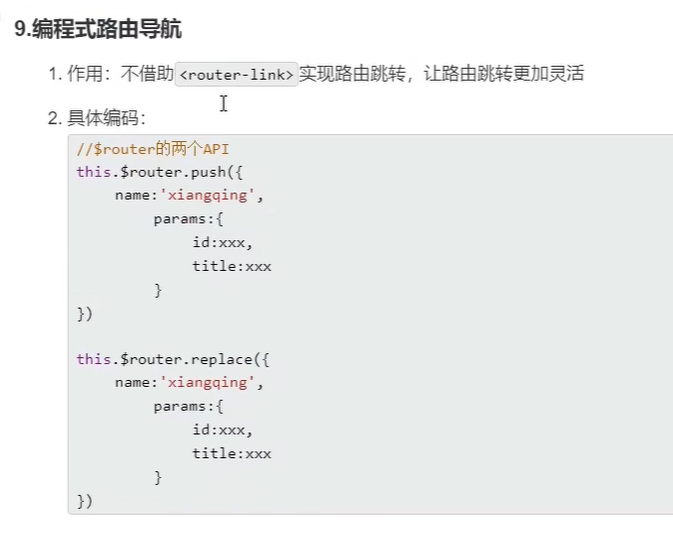 9.编程式路由导航
1. 作用：不借助<router-link>实现路由跳转，让路由跳转更加灵活
2. 具体编码：
//$router的两个API
this.$router.push({
    name:'xiangqing',
        params:{
            id:xxx,
            title:xxx
        }
})

this.$router.replace({
    name:'xiangqing',
        params:{
            id:xxx,
            title:xxx
        }
})